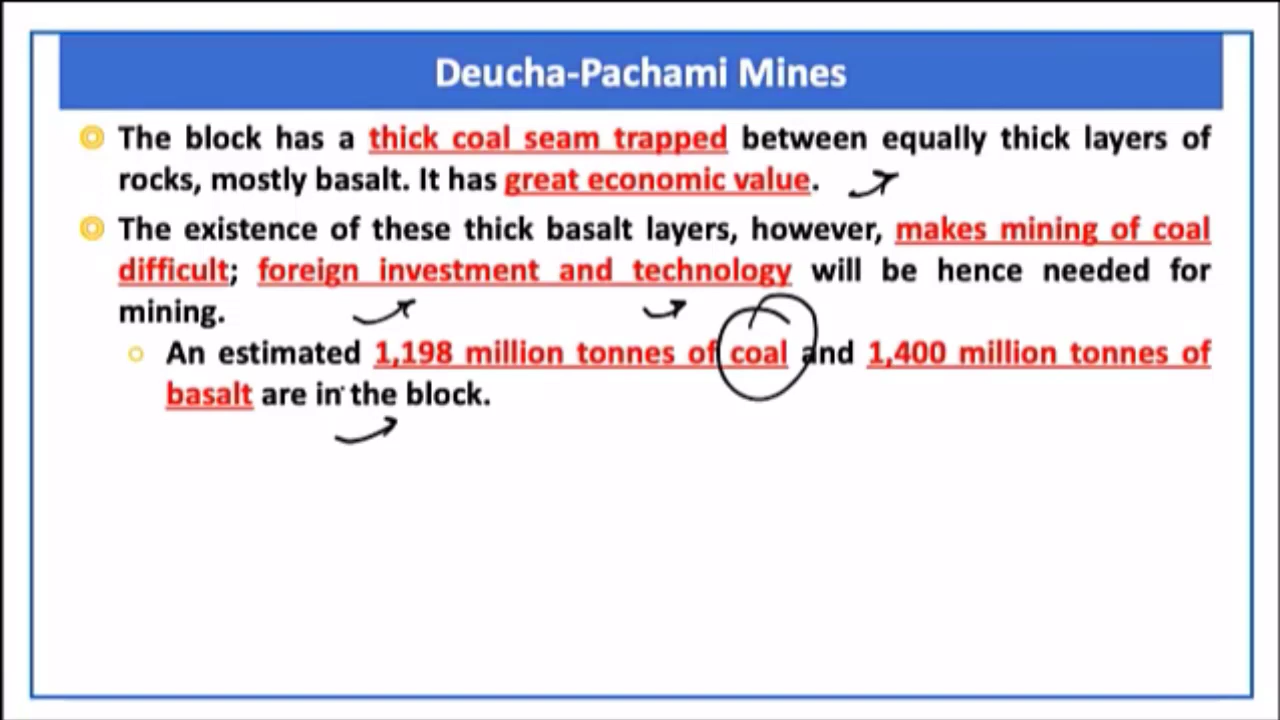 Deucha-Pachami Mines
The block has a thick coal seam trapped between equally thick layers of
rocks, mostly basalt. It has great economic value.
The existence of these thick basalt layers, however, makes mining of coal
difficult; foreign investment and technology will be hence needed for
mining.
An estimated 1,198 million tonnes of coal and 1,400 million tonnes of
basalt are in the block.